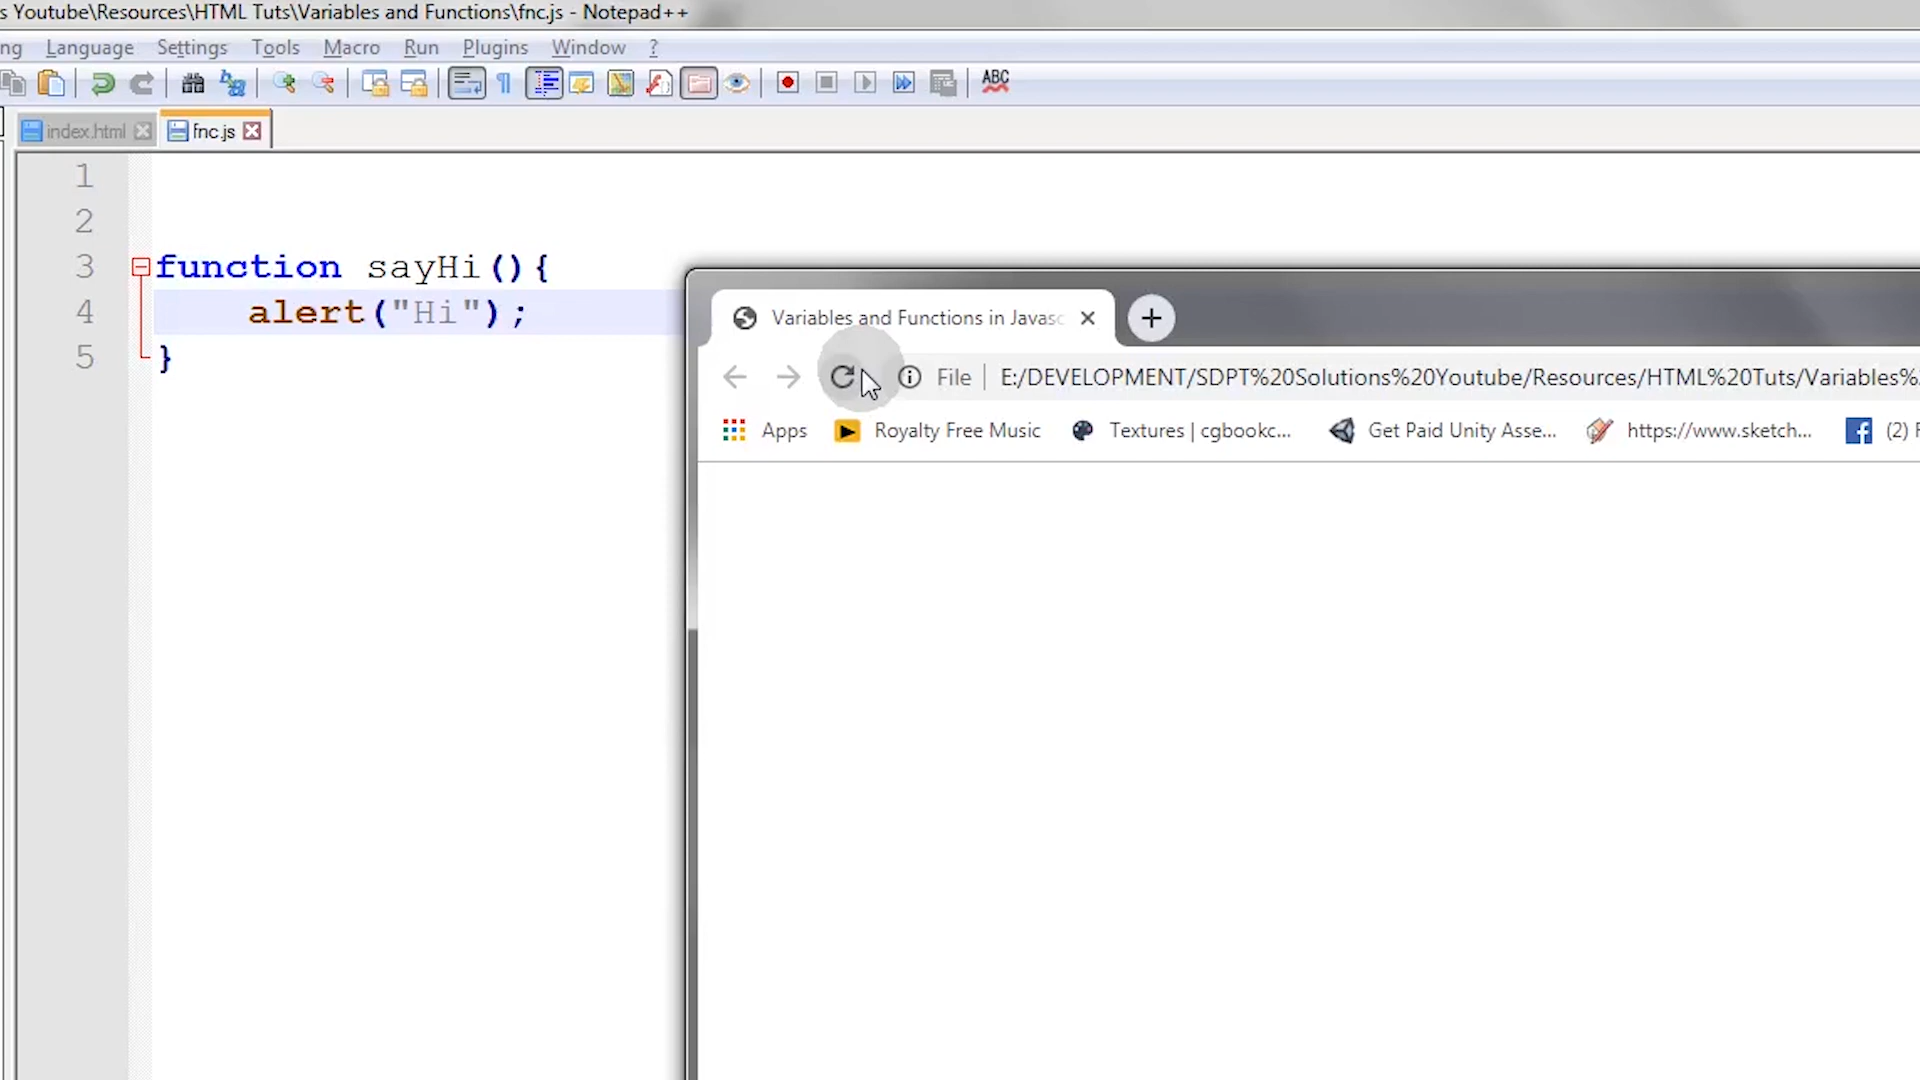 s Youtube\Resources\HTML Tuts\Variables and Functions\fnc.js - Notepad++
ng Language Settings Tools Macro Run Plugins Window ?
ABC
index.html fnc.js
1
2
3 function sayHi(){
4 alert("Hi");
5 }
Variables and Functions in Javasc
File E:/DEVELOPMENT/SDPT%20Solutions%20Youtube/Resources/HTML%20Tuts/Variables%
Apps Royalty Free Music Textures | cgbookc... Get Paid Unity Asse... https://www.sketch... (2) F